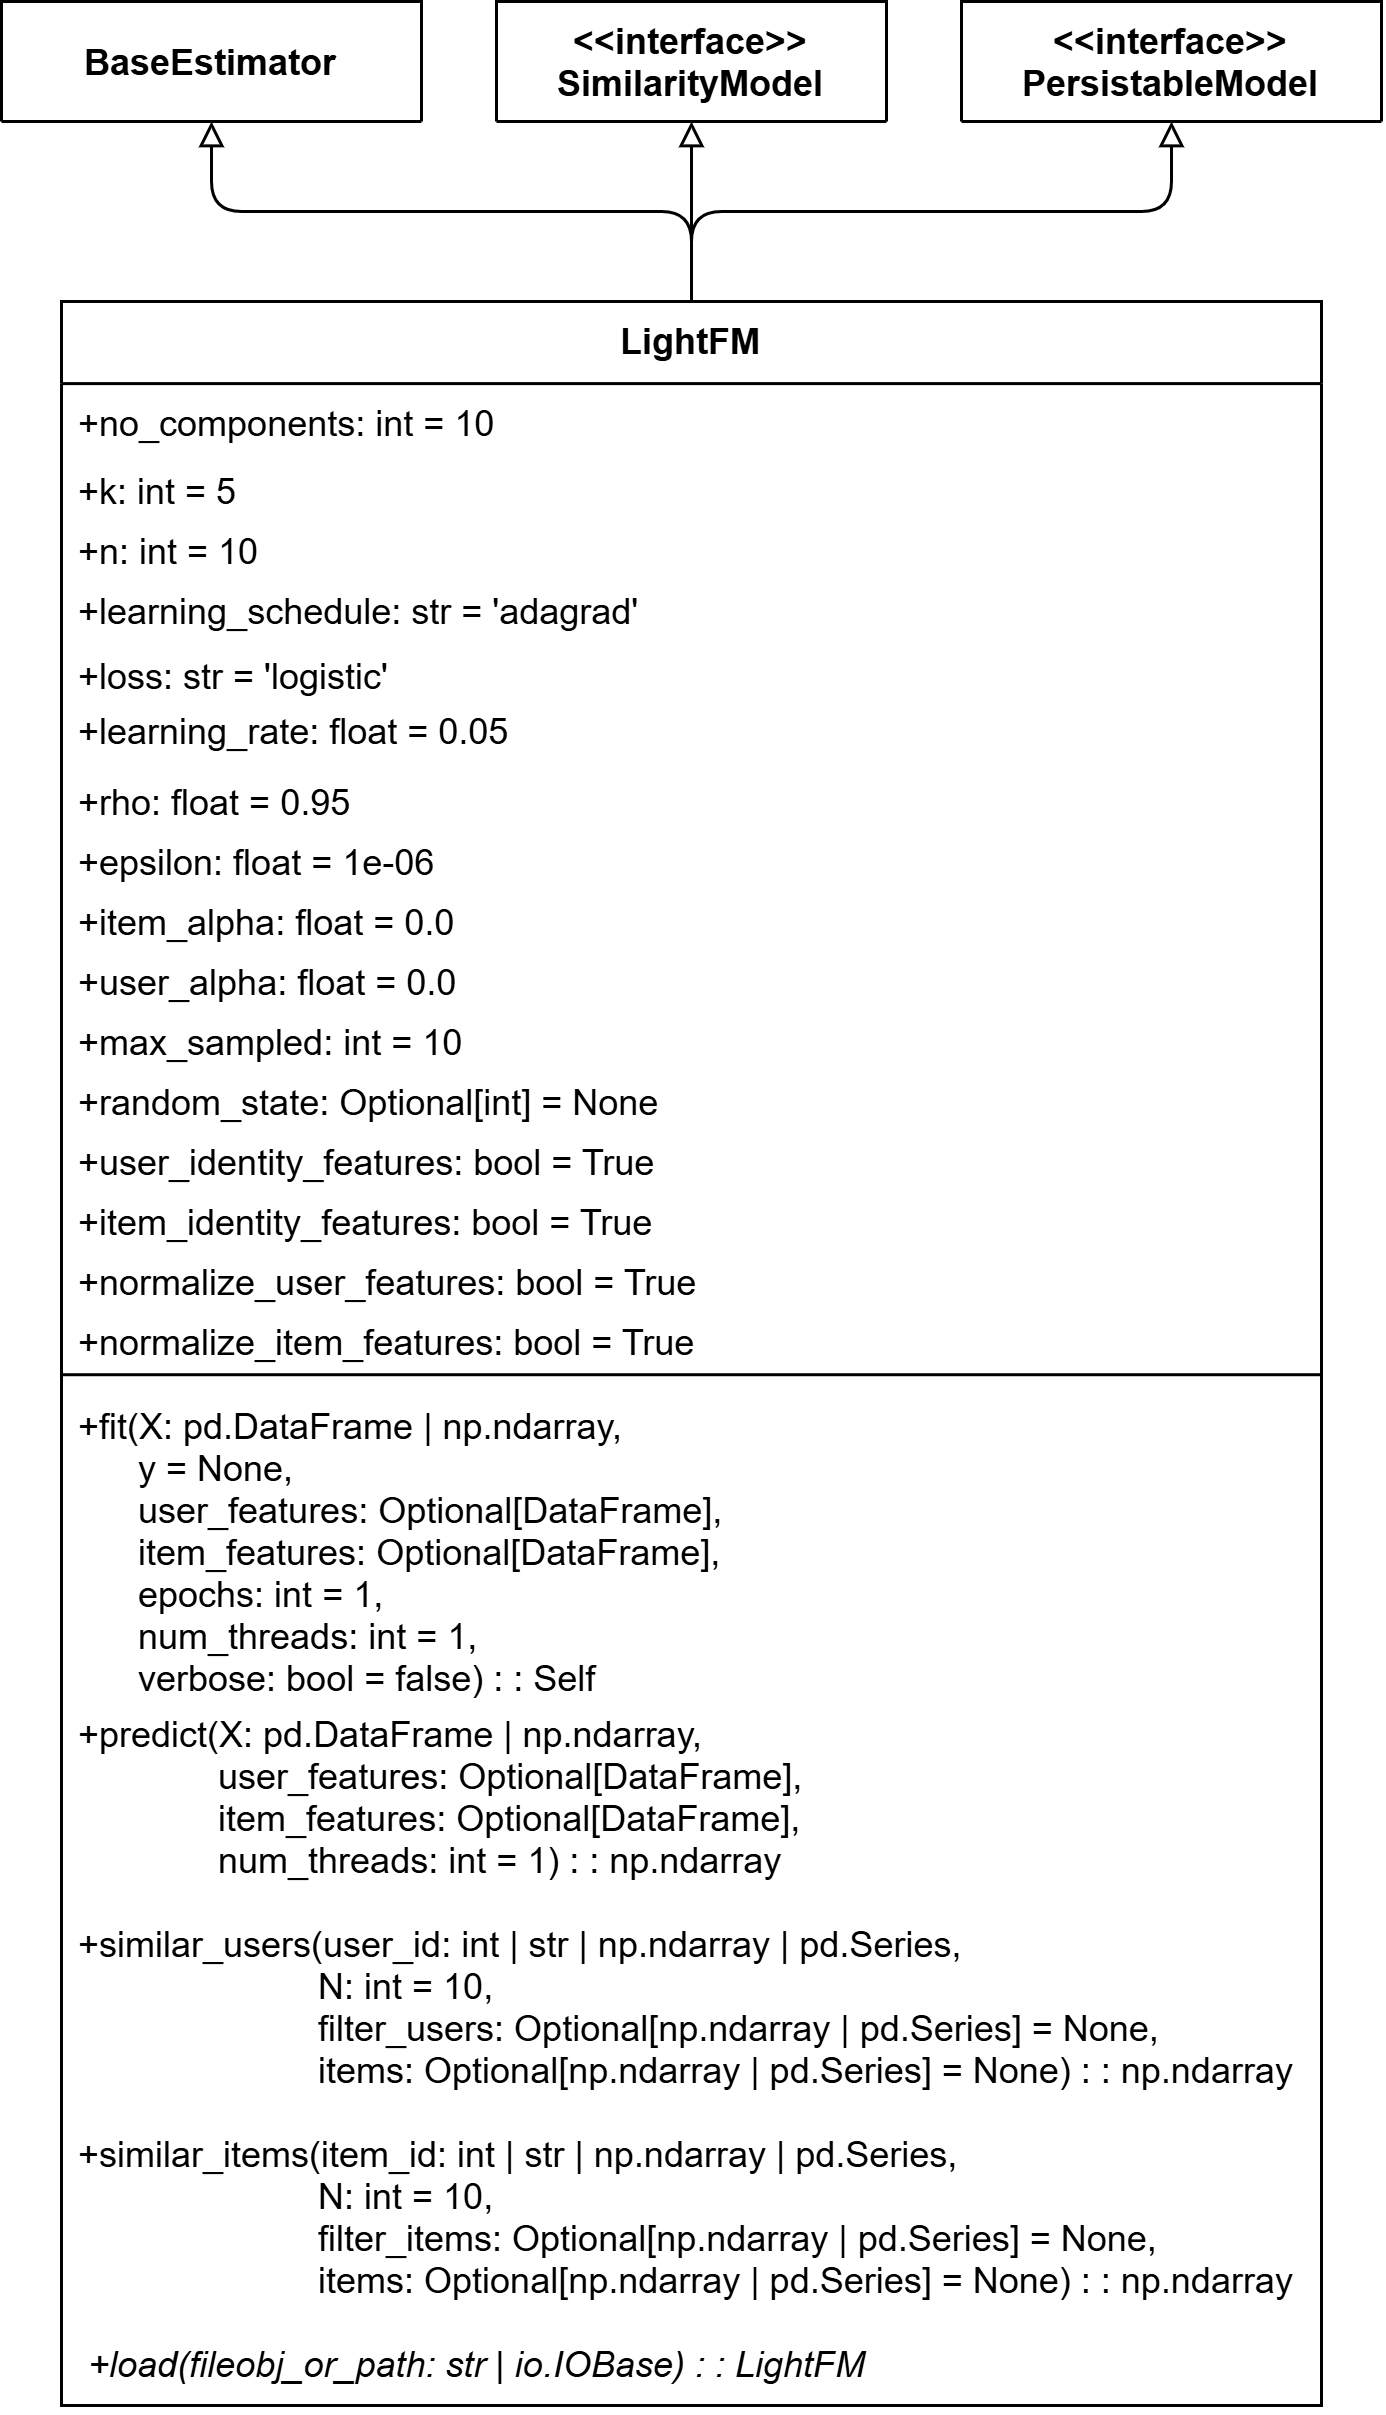 BaseEstimator
<<interface>>
SimilarityModel
<<interface>>
PersistableModel
LightFM
+no_components: int = 10
+k: int = 5
+n: int = 10
+learning_schedule: str = 'adagrad'
+loss: str = 'logistic'
+learning_rate: float = 0.05
+rho: float = 0.95
+epsilon: float = 1e-06
+item_alpha: float = 0.0
+user_alpha: float = 0.0
+max_sampled: int = 10
+random_state: Optional[int] = None
+user_identity_features: bool = True
+item_identity_features: bool = True
+normalize_user_features: bool = True
+normalize_item_features: bool = True
+fit(X: pd.DataFrame | np.ndarray,
y = None,
user_features: Optional[DataFrame],
item_features: Optional[DataFrame],
epochs: int = 1,
num_threads: int = 1,
verbose: bool = false) : : Self
+predict(X: pd.DataFrame | np.ndarray,
user_features: Optional[DataFrame],
item_features: Optional[DataFrame],
num_threads: int = 1) : : np.ndarray
+similar_users(user_id: int | str | np.ndarray | pd.Series,
N: int = 10,
filter_users: Optional[np.ndarray | pd.Series] = None,
items: Optional[np.ndarray | pd.Series] = None) : : np.ndarray
+similar_items(item_id: int | str | np.ndarray | pd.Series,
N: int = 10,
filter_items: Optional[np.ndarray | pd.Series] = None,
items: Optional[np.ndarray | pd.Series] = None) : : np.ndarray
+load(fileobj_or_path: str | io.IOBase) : : LightFM